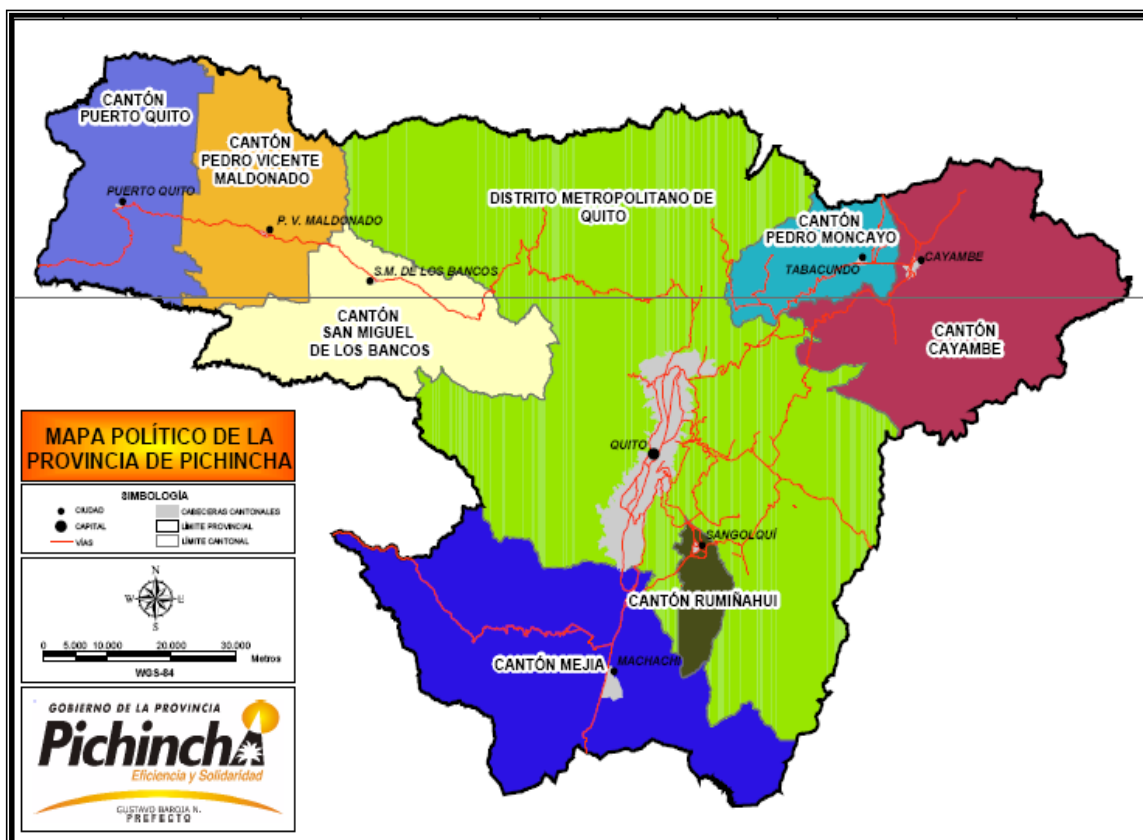 CANTÓN
PUERTO QUITO
CANTÓN
PEDRO VICENTE
MALDONADO
PUERTO QUITO
P. V. MALDONADO
DISTRITO METROPOLITANO DE
QUITO
CANTÓN
PEDRO MONCAYO
TABACUNDO
CAYAMBE
S.M. DE LOS BANCOS
CANTÓN
SAN MIGUEL
DE LOS BANCOS
CANTÓN
CAYAMBE
QUITO
SANGOLQUÍ
CANTÓN RUMIÑAHUI
CANTÓN MEJIA
MACHACHI
MAPA POLÍTICO DE LA
PROVINCIA DE PICHINCHA
SIMBOLOGÍA
CIUDAD
CAPITAL
VÍAS
CABECERAS CANTONALES
LÍMITE PROVINCIAL
LÍMITE CANTONAL
N
W E
S
0 5.000 10.000 20.000 30.000
Metros
WGS-84
GOBIERNO DE LA PROVINCIA
Pichincha
Eficiencia y Solidaridad
GUSTAVO BAROJA N.
PREFECTO